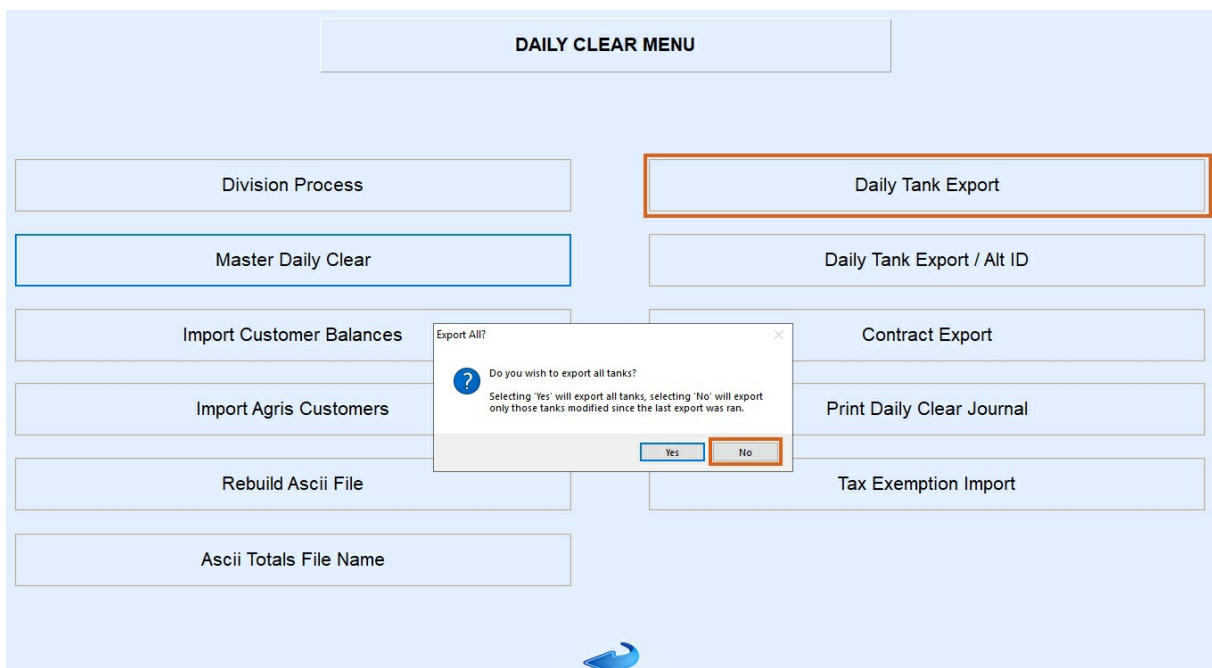 DAILY CLEAR MENU
Division Process
Daily Tank Export
Master Daily Clear
Daily Tank Export / Alt ID
Import Customer Balances
Contract Export
Export All?
Do you wish to export all tanks?
Selecting 'Yes' will export all tanks, selecting 'No' will export
only those tanks modified since the last export was ran.
Yes
No
Import Agris Customers
Print Daily Clear Journal
Rebuild Ascii File
Tax Exemption Import
Ascii Totals File Name